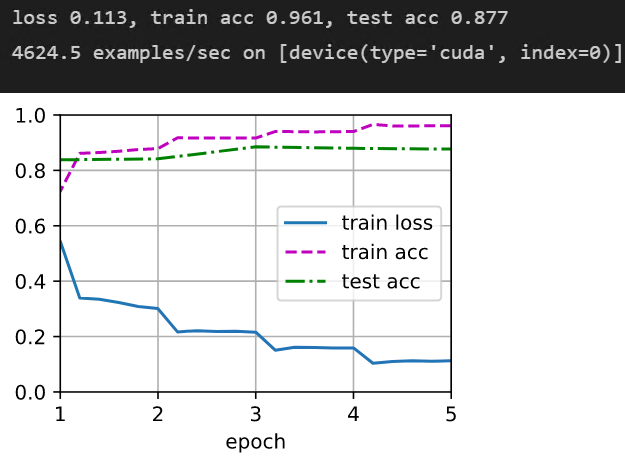 loss 0.113, train acc 0.961, test acc 0.877
4624.5 examples/sec on [device(type='cuda', index=0)]
1.0
0.8
0.6
0.4
0.2
0.0
train loss
train acc
test acc
1 2 3 4 5
epoch